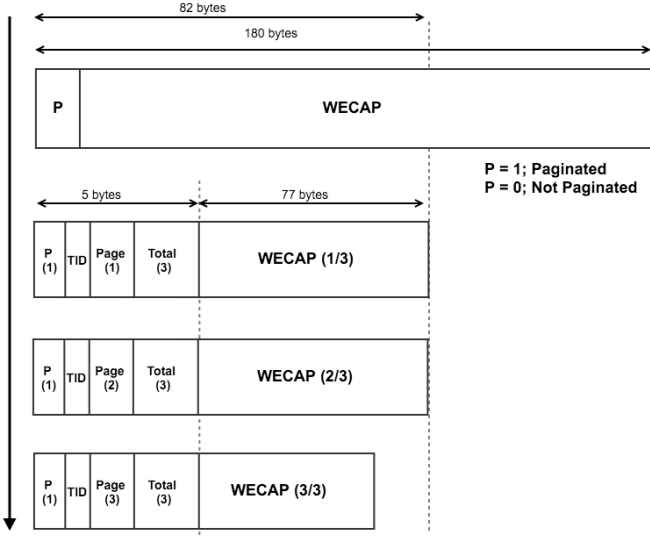 82 bytes
180 bytes
P WECAP
P = 1; Paginated
P = 0; Not Paginated
5 bytes 77 bytes
P (1) TID Page (1) Total (3) WECAP (1/3)
P (1) TID Page (2) Total (3) WECAP (2/3)
P (1) TID Page (3) Total (3) WECAP (3/3)